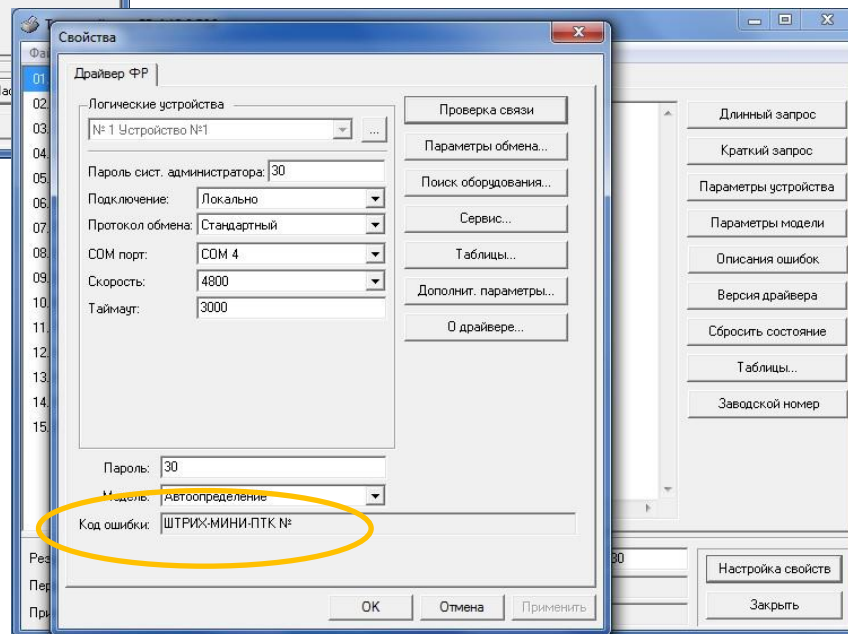 Свойства
Драйвер ФР
Логические устройства
№ 1 Устройство №1
...
Пароль сист. администратора: 30
Подключение: Локально
Протокол обмена: Стандартный
COM порт: COM 4
Скорость: 4800
Таймаут: 3000
Пароль: 30
Модель: Автоопределение
Код ошибки: ШТРИХ-МИНИ-ПТК №
Проверка связи
Параметры обмена...
Поиск оборудования...
Сервис...
Таблицы...
Дополнит. параметры...
О драйвере...
OK
Отмена
Применить
01.
02.
03.
04.
05.
06.
07.
08.
09.
10.
11.
12.
13.
14.
15.
Длинный запрос
Краткий запрос
Параметры устройства
Параметры модели
Описания ошибок
Версия драйвера
Сбросить состояние
Таблицы...
Заводской номер
30
Настройка свойств
Закрыть